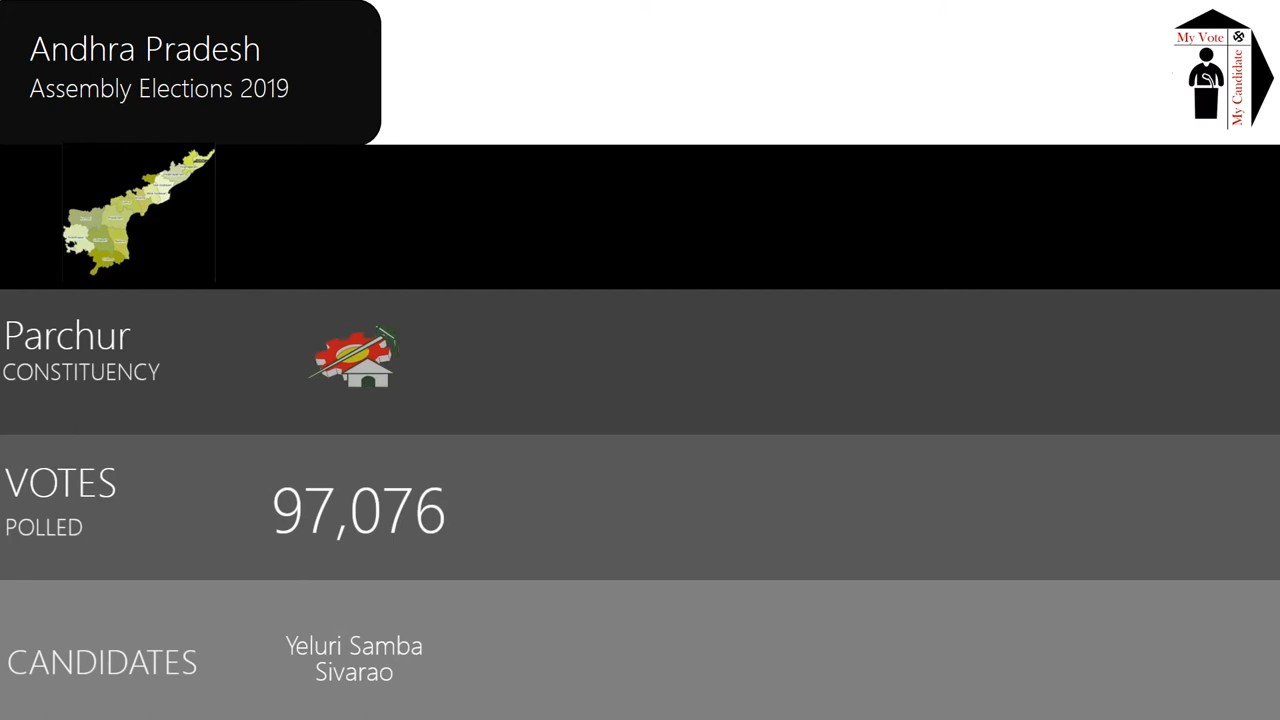 Andhra Pradesh
Assembly Elections 2019
My Vote
My Candidate
Parchur
CONSTITUENCY
VOTES
POLLED
97,076
CANDIDATES
Yeluri Samba
Sivarao